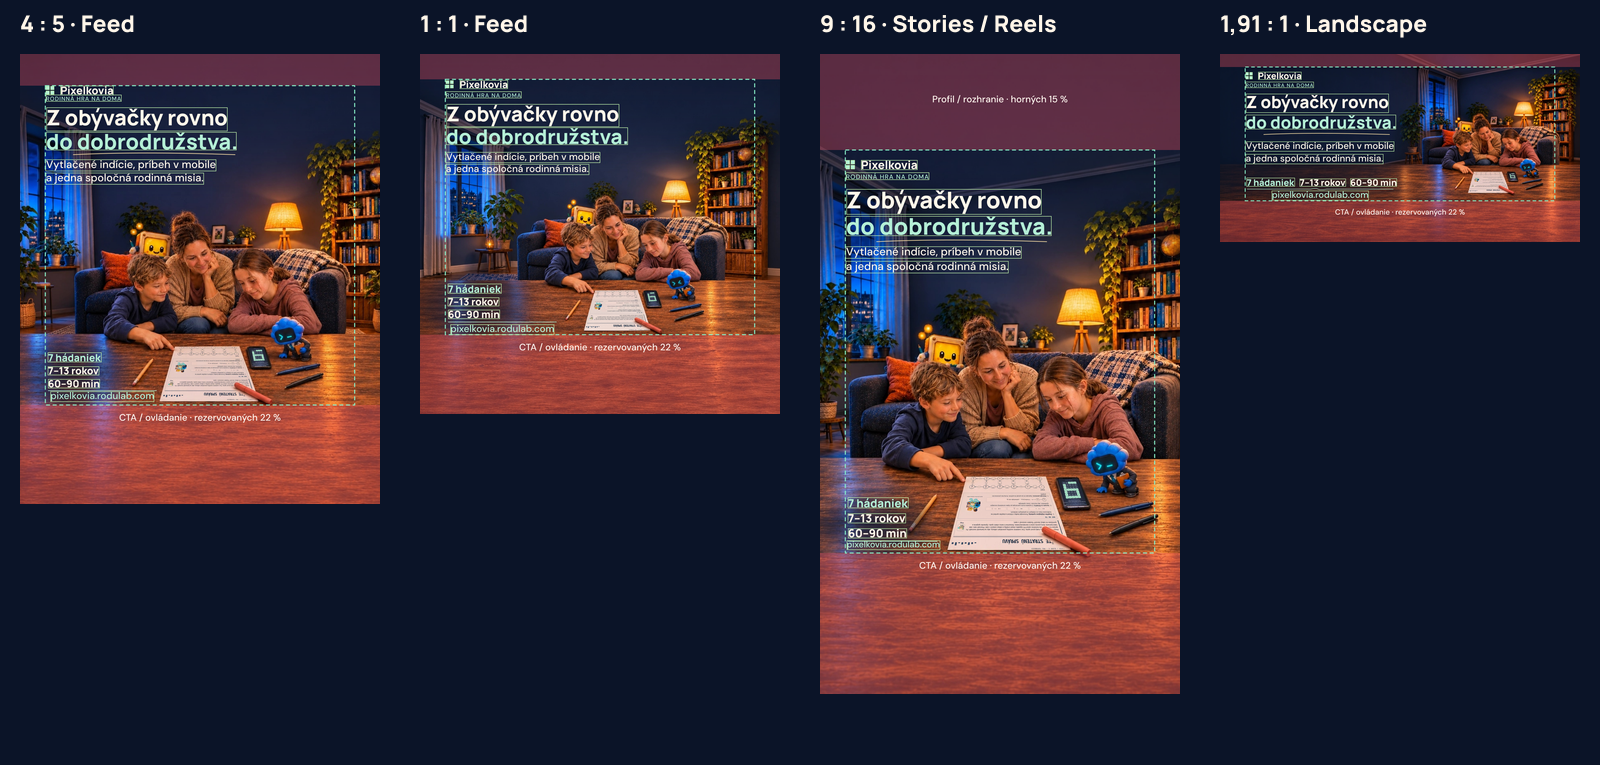 4 : 5 · Feed
Pixelkovia
RODINNÁ HRA NA DOMA
Z obývačky rovno
do dobrodružstva.
Vytlačené indície, príbeh v mobile
a jedna spoločná rodinná misia.
7 hádaniek
7–13 rokov
60–90 min
pixelkovia.rodulab.com
CTA / ovládanie · rezervovaných 22 %
1 : 1 · Feed
Pixelkovia
RODINNÁ HRA NA DOMA
Z obývačky rovno
do dobrodružstva.
Vytlačené indície, príbeh v mobile
a jedna spoločná rodinná misia.
7 hádaniek
7–13 rokov
60–90 min
pixelkovia.rodulab.com
CTA / ovládanie · rezervovaných 22 %
9 : 16 · Stories / Reels
Profil / rozhranie · horných 15 %
Pixelkovia
RODINNÁ HRA NA DOMA
Z obývačky rovno
do dobrodružstva.
Vytlačené indície, príbeh v mobile
a jedna spoločná rodinná misia.
7 hádaniek
7–13 rokov
60–90 min
pixelkovia.rodulab.com
CTA / ovládanie · rezervovaných 22 %
1,91 : 1 · Landscape
Pixelkovia
RODINNÁ HRA NA DOMA
Z obývačky rovno
do dobrodružstva.
Vytlačené indície, príbeh v mobile
a jedna spoločná rodinná misia.
7 hádaniek 7–13 rokov 60–90 min
pixelkovia.rodulab.com
CTA / ovládanie · rezervovaných 22 %